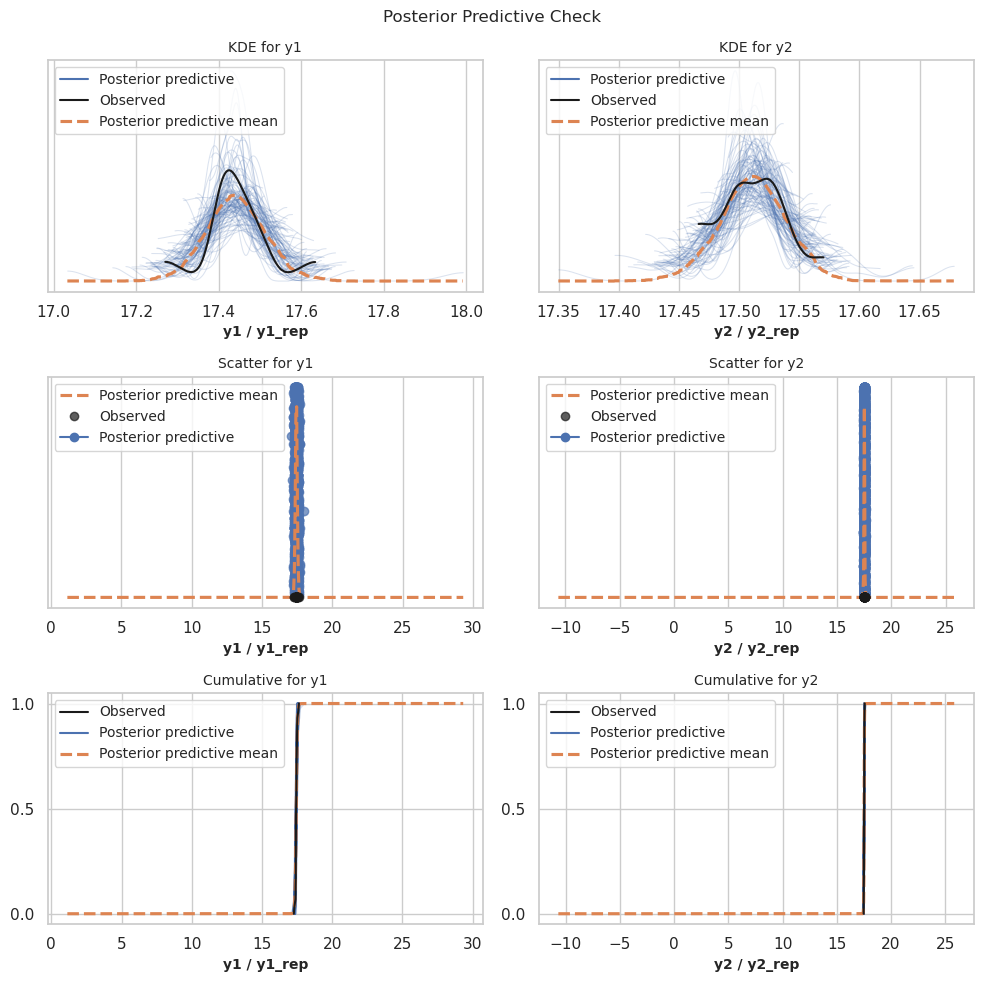 Posterior Predictive Check
KDE for y1
Posterior predictive
Observed
Posterior predictive mean
17.0 17.2 17.4 17.6 17.8 18.0
y1 / y1_rep
KDE for y2
Posterior predictive
Observed
Posterior predictive mean
17.35 17.40 17.45 17.50 17.55 17.60 17.65
y2 / y2_rep
Scatter for y1
Posterior predictive mean
Observed
Posterior predictive
0 5 10 15 20 25 30
y1 / y1_rep
Scatter for y2
Posterior predictive mean
Observed
Posterior predictive
−10 −5 0 5 10 15 20 25
y2 / y2_rep
Cumulative for y1
1.0
0.5
0.0
Observed
Posterior predictive
Posterior predictive mean
0 5 10 15 20 25 30
y1 / y1_rep
Cumulative for y2
1.0
0.5
0.0
Observed
Posterior predictive
Posterior predictive mean
−10 −5 0 5 10 15 20 25
y2 / y2_rep